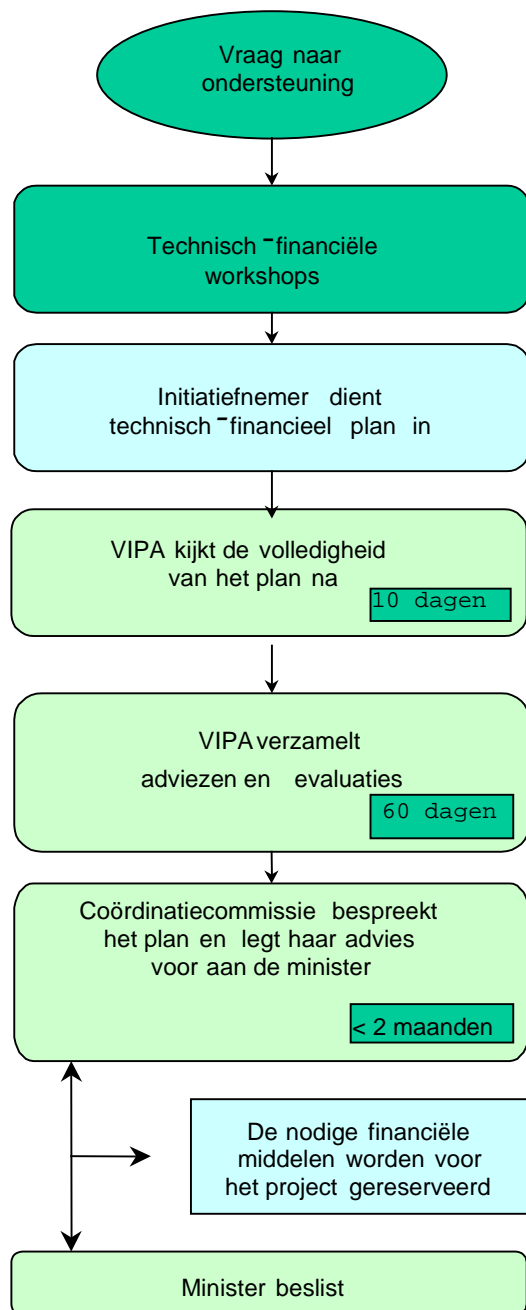 Vraag naar
ondersteuning
Technisch-financiële
workshops
Initiatiefnemer dient
technisch-financieel plan in
VIPA kijkt de volledigheid
van het plan na
10 dagen
VIPA verzamelt
adviezen en evaluaties
60 dagen
Coördinatiecommissie bespreekt
het plan en legt haar advies
voor aan de minister
< 2 maanden
De nodige financiële
middelen worden voor
het project gereserveerd
Minister beslist